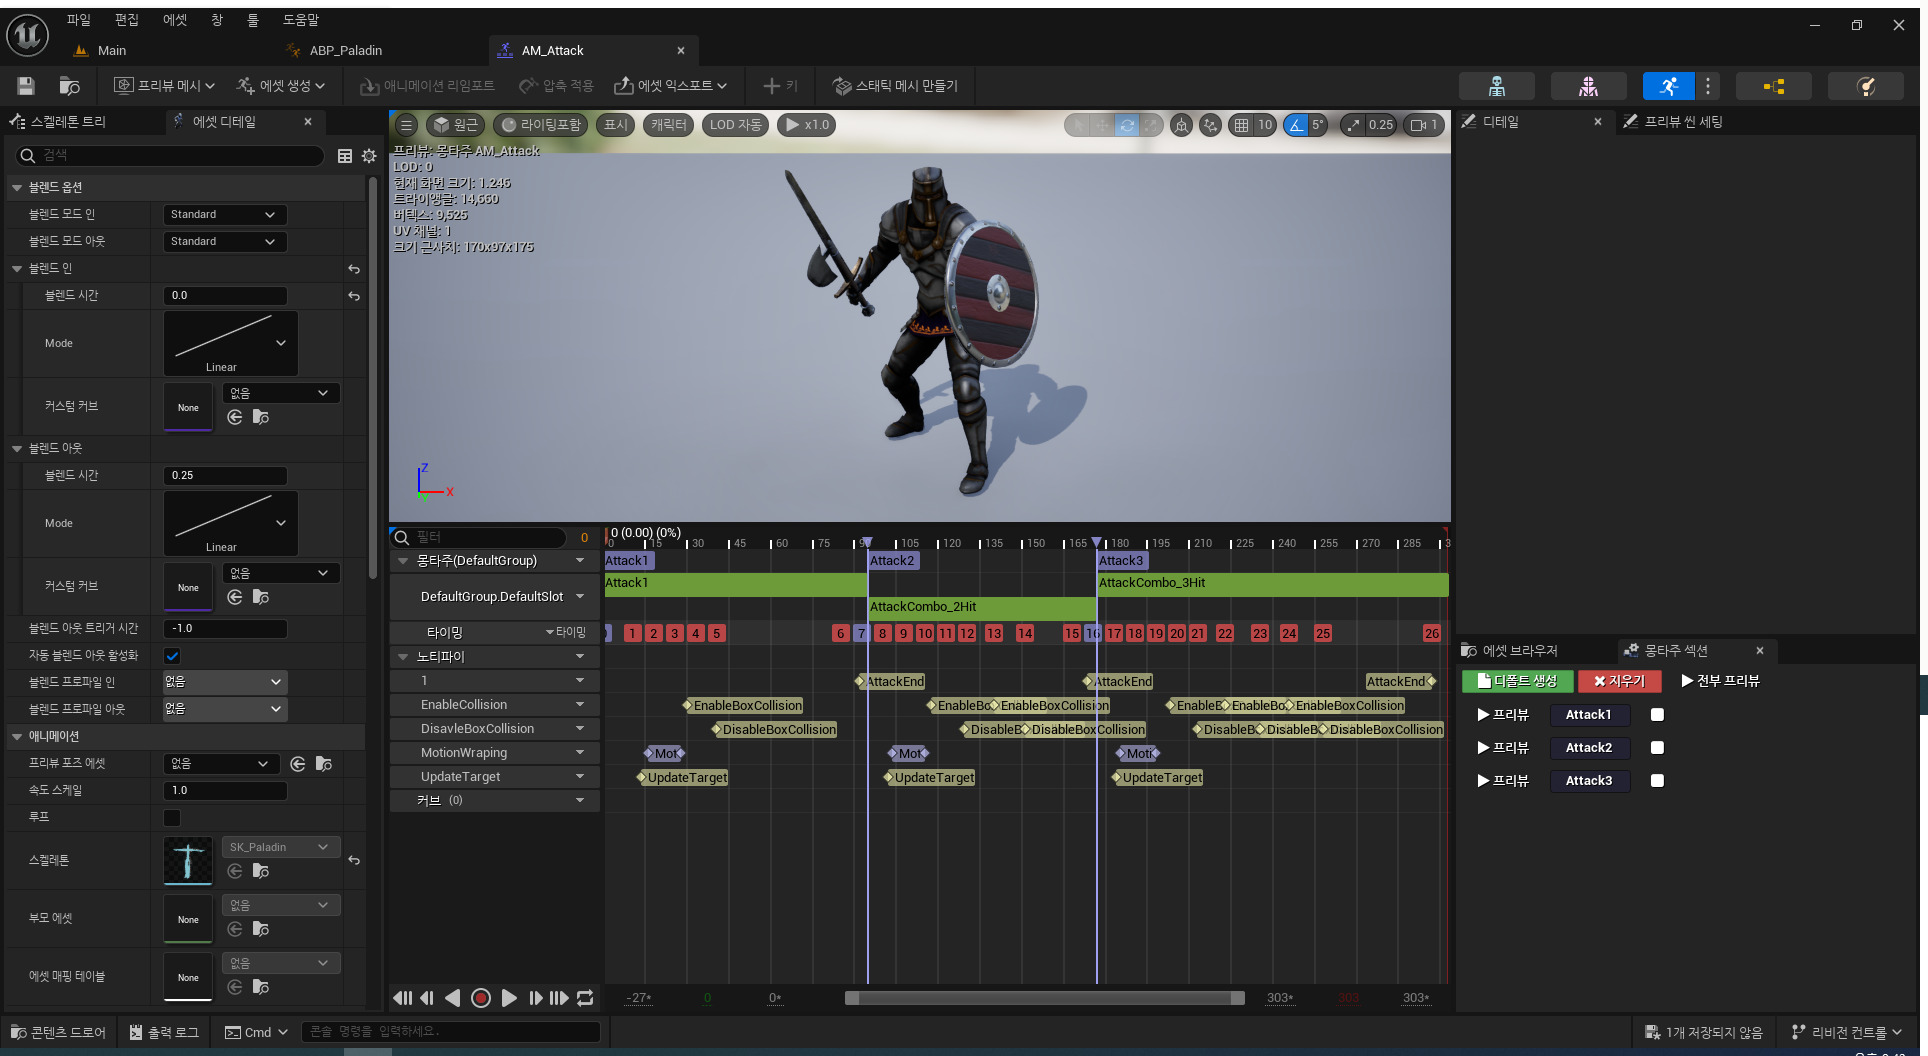 파일 편집 에셋 창 툴 도움말
Main ABP_Paladin AM_Attack
프리뷰 메시 에셋 생성 애니메이션 리임포트 압축 적용 에셋 익스포트 키 스태틱 메시 만들기
스켈레톤 트리 에셋 디테일
검색
블렌드 옵션
블렌드 모드 인 Standard
블렌드 모드 아웃 Standard
블렌드 인
블렌드 시간 0.0
Mode Linear
커스텀 커브 None 없음
블렌드 아웃
블렌드 시간 0.25
Mode Linear
커스텀 커브 None 없음
블렌드 아웃 트리거 시간 -1.0
자동 블렌드 아웃 활성화
블렌드 프로파일 인 없음
블렌드 프로파일 아웃 없음
애니메이션
프리뷰 포즈 에셋 없음
속도 스케일 1.0
루프
스켈레톤 SK_Paladin
부모 에셋 None 없음
에셋 매핑 테이블 None 없음
원근 라이팅포함 표시 캐릭터 LOD 자동 x1.0 10 5° 0.25 1
프리뷰: 몽타주 AM_Attack
LOD: 0
현재 화면 크기: 1.246
트라이앵글: 14,660
버텍스: 9,525
UV 채널: 1
크기 근사치: 170x97x175
Z
X
필터 0
0 (0.00) (0%)
0 15 30 45 60 75 105 120 135 150 165 180 195 210 225 240 255 270 285
몽타주(DefaultGroup) Attack1 Attack2 Attack3
Attack1 AttackCombo_3Hit
DefaultGroup.DefaultSlot AttackCombo_2Hit
타이밍 타이밍 1 2 3 4 5 6 7 8 9 10 11 12 13 14 15 16 17 18 19 20 21 22 23 24 25 26
노티파이
1 AttackEnd AttackEnd AttackEnd
EnableCollision EnableBoxCollision EnableBo EnableBoxCollision EnableB EnableBo EnableBoxCollision
DisavleBoxCollision DisableBoxCollision DisableB DisableBoxCollision DisableB DisableB DisableBoxCollision
MotionWraping Mot Mot Moti
UpdateTarget UpdateTarget UpdateTarget UpdateTarget
커브 (0)
-27* 0 0* 303* 303 303*
디테일 프리뷰 씬 세팅
에셋 브라우저 몽타주 섹션
디폴트 생성 지우기 전부 프리뷰
프리뷰 Attack1
프리뷰 Attack2
프리뷰 Attack3
콘텐츠 드로어 출력 로그 Cmd 콘솔 명령을 입력하세요. 1개 저장되지 않음 리비전 컨트롤